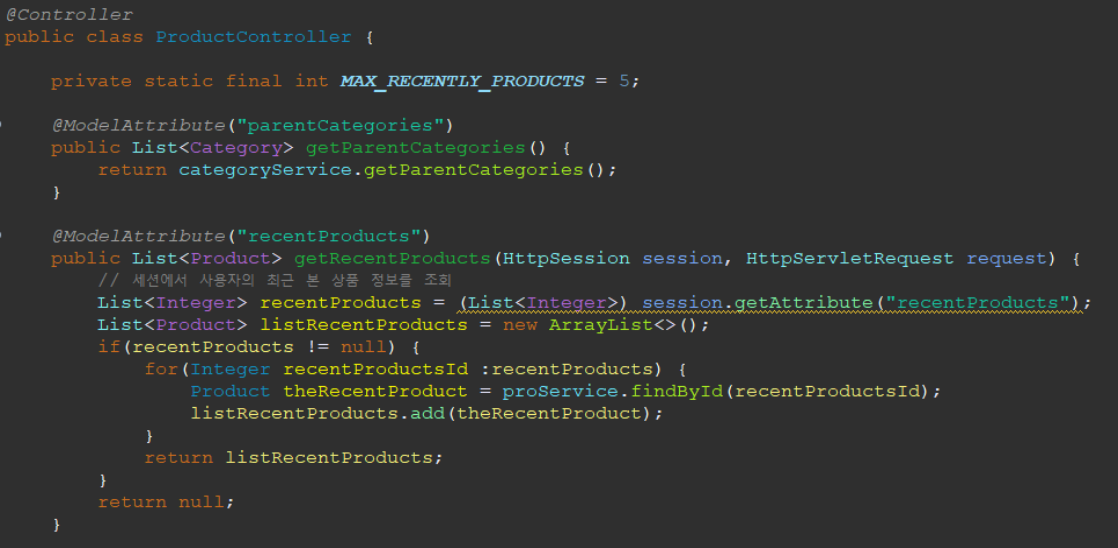 @Controller
public class ProductController {
private static final int MAX_RECENTLY_PRODUCTS = 5;
@ModelAttribute("parentCategories")
public List<Category> getParentCategories() {
return categoryService.getParentCategories();
}
@ModelAttribute("recentProducts")
public List<Product> getRecentProducts(HttpSession session, HttpServletRequest request) {
// 세션에서 사용자의 최근 본 상품 정보를 조회
List<Integer> recentProducts = (List<Integer>) session.getAttribute("recentProducts");
List<Product> listRecentProducts = new ArrayList<>();
if(recentProducts != null) {
for(Integer recentProductsId :recentProducts) {
Product theRecentProduct = proService.findById(recentProductsId);
listRecentProducts.add(theRecentProduct);
}
return listRecentProducts;
}
return null;
}